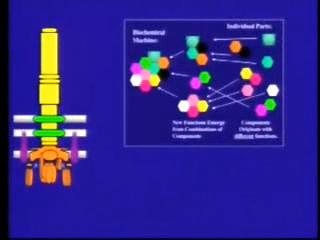 Individual Parts:
Biochemical
Machine:
New Functions Emerge
from Combinations of
Components
Components
Originate with
different functions.